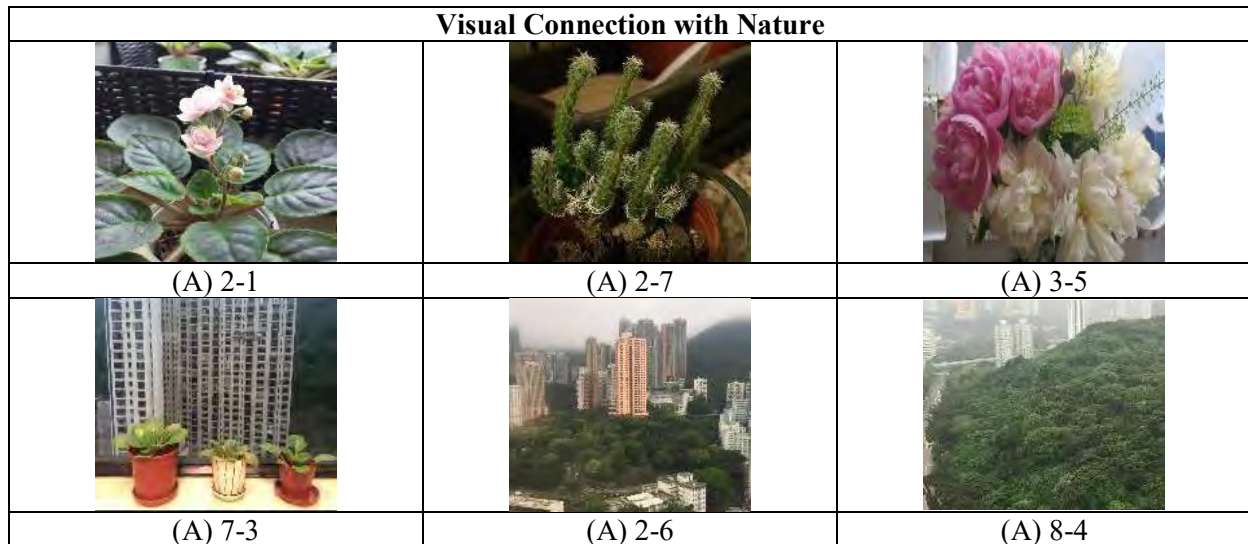 Visual Connection with Nature
(A) 2-1
(A) 2-7
(A) 3-5
(A) 7-3
(A) 2-6
(A) 8-4